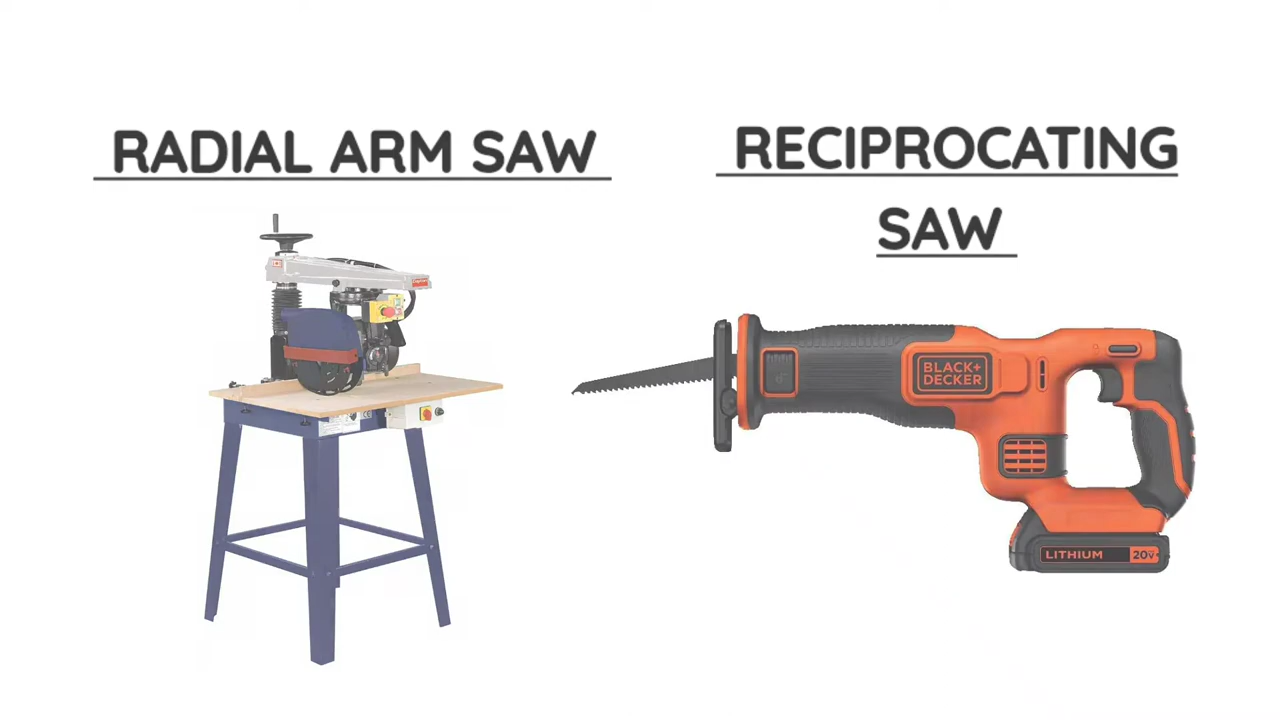 RADIAL ARM SAW
RECIPROCATING
SAW
BLACK+
DECKER
LITHIUM 20V